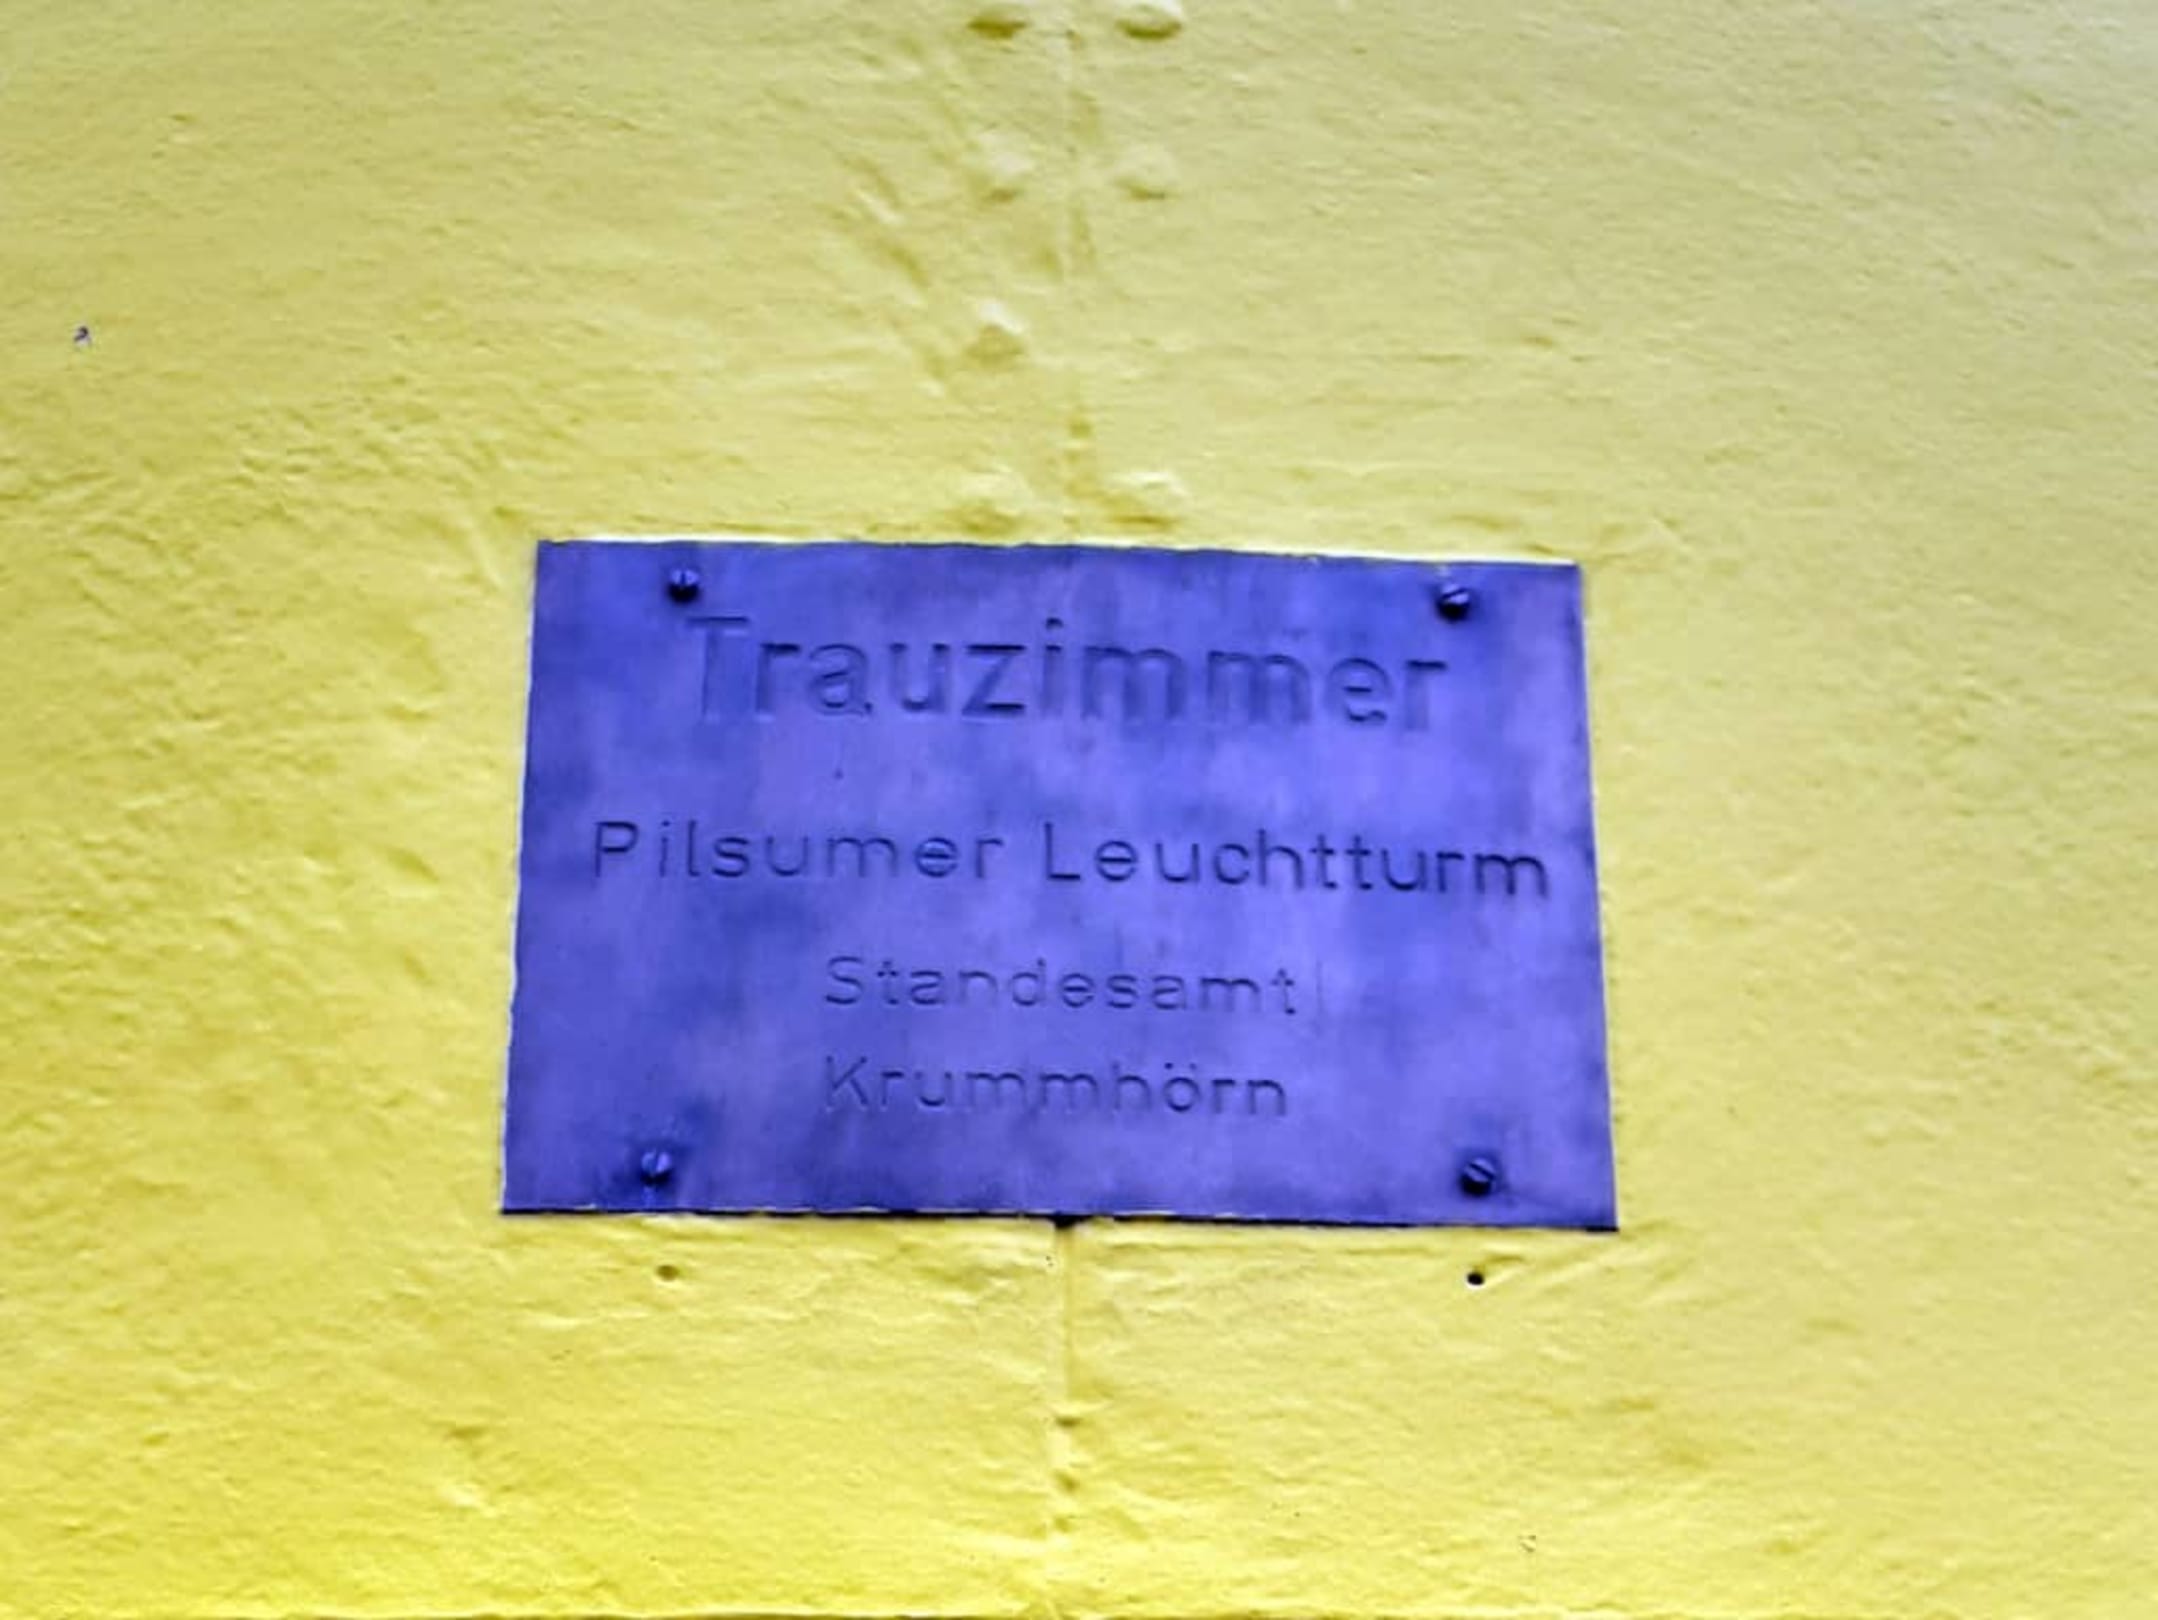 Trauzimmer
Pilsumer Leuchtturm
Standesamt
Krummhörn